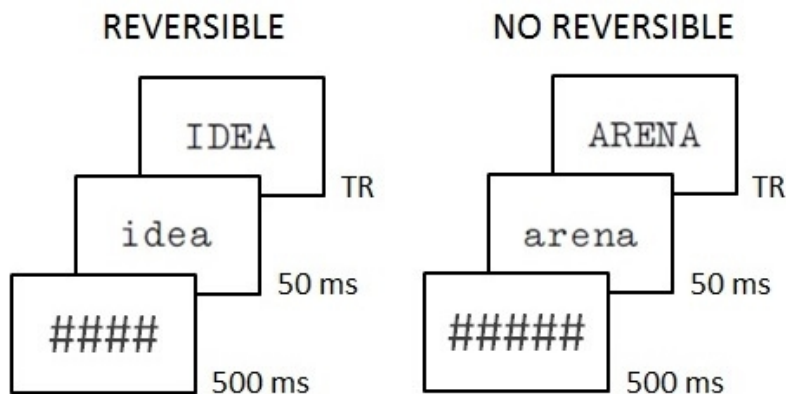 REVERSIBLE
IDEA
TR
idea
50 ms
####
500 ms
NO REVERSIBLE
ARENA
TR
arena
50 ms
#####
500 ms